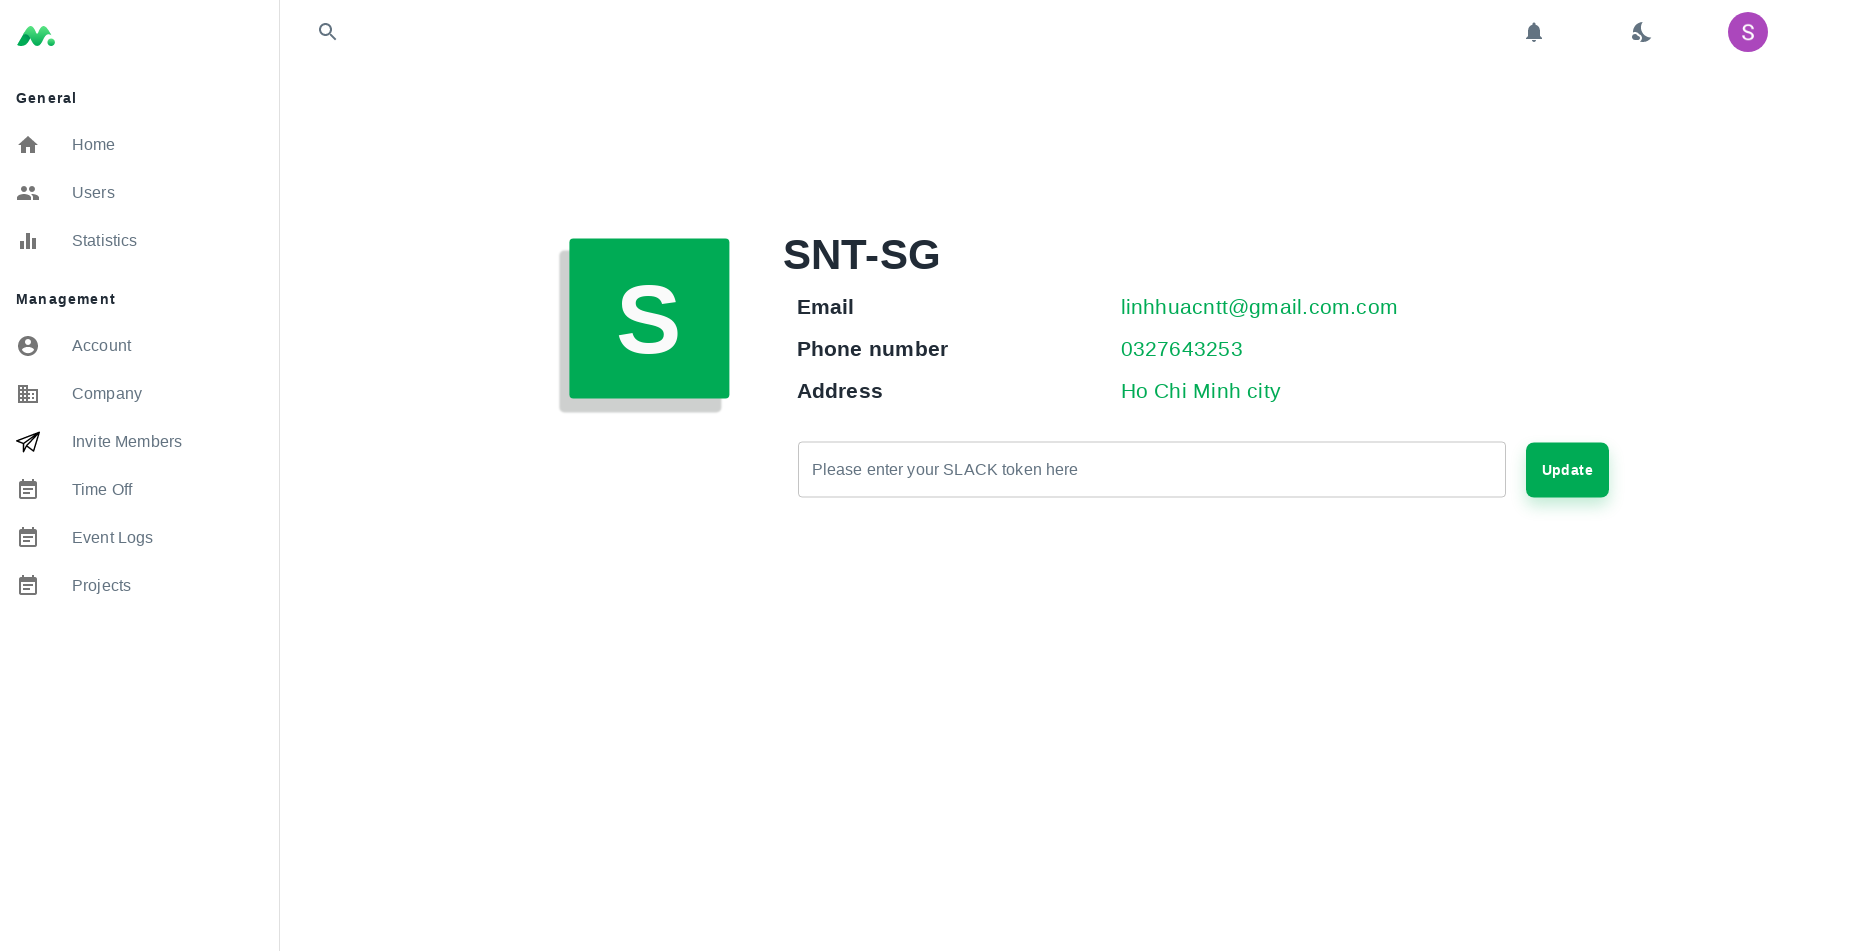 General
Home
Users
Statistics
Management
Account
Company
Invite Members
Time Off
Event Logs
Projects
S
S
SNT-SG
Email linhhuacntt@gmail.com.com
Phone number 0327643253
Address Ho Chi Minh city
Please enter your SLACK token here
Update